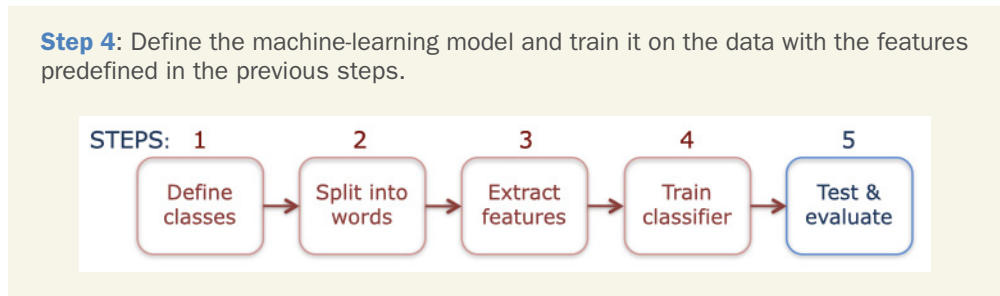 Step 4: Define the machine-learning model and train it on the data with the features
predefined in the previous steps.
STEPS: 1 2 3 4 5
Define
classes
Split into
words
Extract
features
Train
classifier
Test &
evaluate